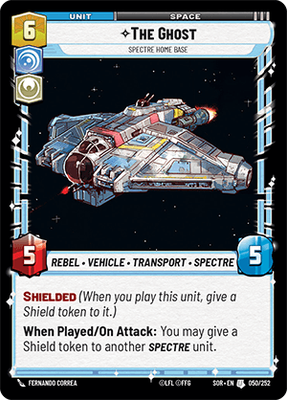 UNIT SPACE
6
✧THE GHOST
SPECTRE HOME BASE
REBEL • VEHICLE • TRANSPORT • SPECTRE
5 5
SHIELDED (When you play this unit, give a
Shield token to it.)
When Played/On Attack: You may give a
Shield token to another SPECTRE unit.
FERNANDO CORREA ©LFL ©FFG SOR • EN 050/252